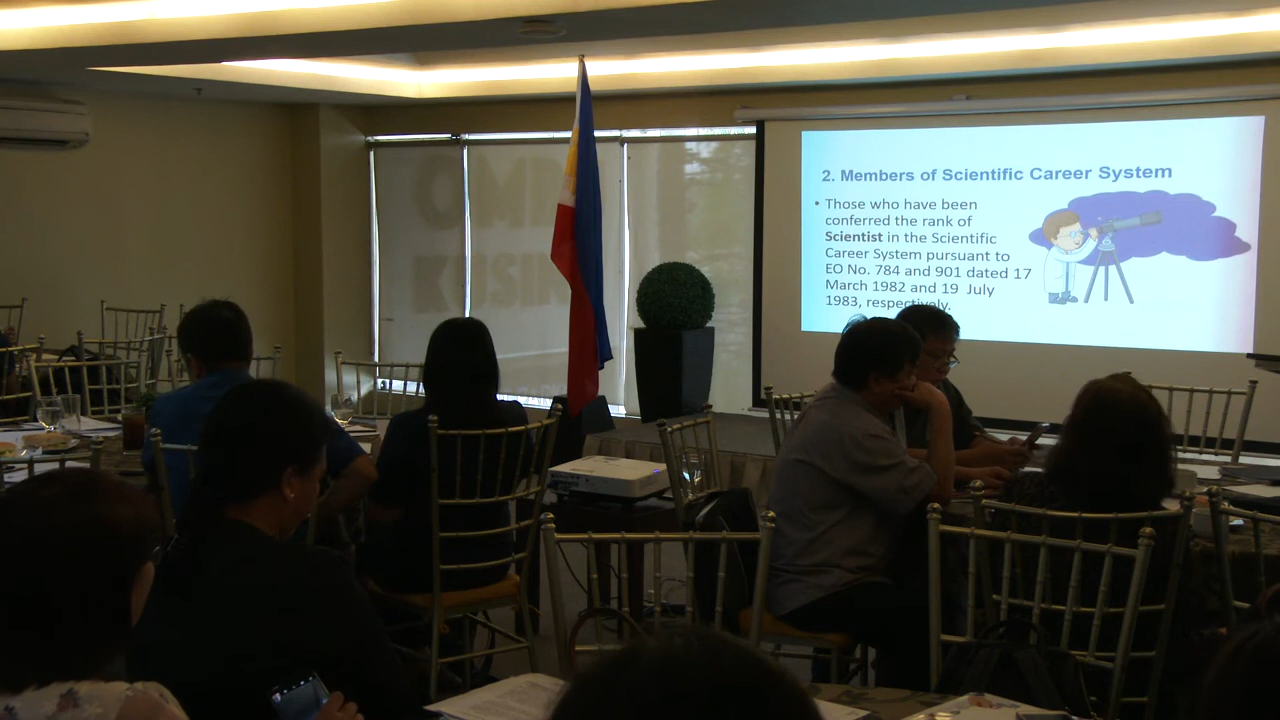 2. Members of Scientific Career System
• Those who have been
conferred the rank of
Scientist in the Scientific
Career System pursuant to
EO No. 784 and 901 dated 17
March 1982 and 19 July
1983, respectively.